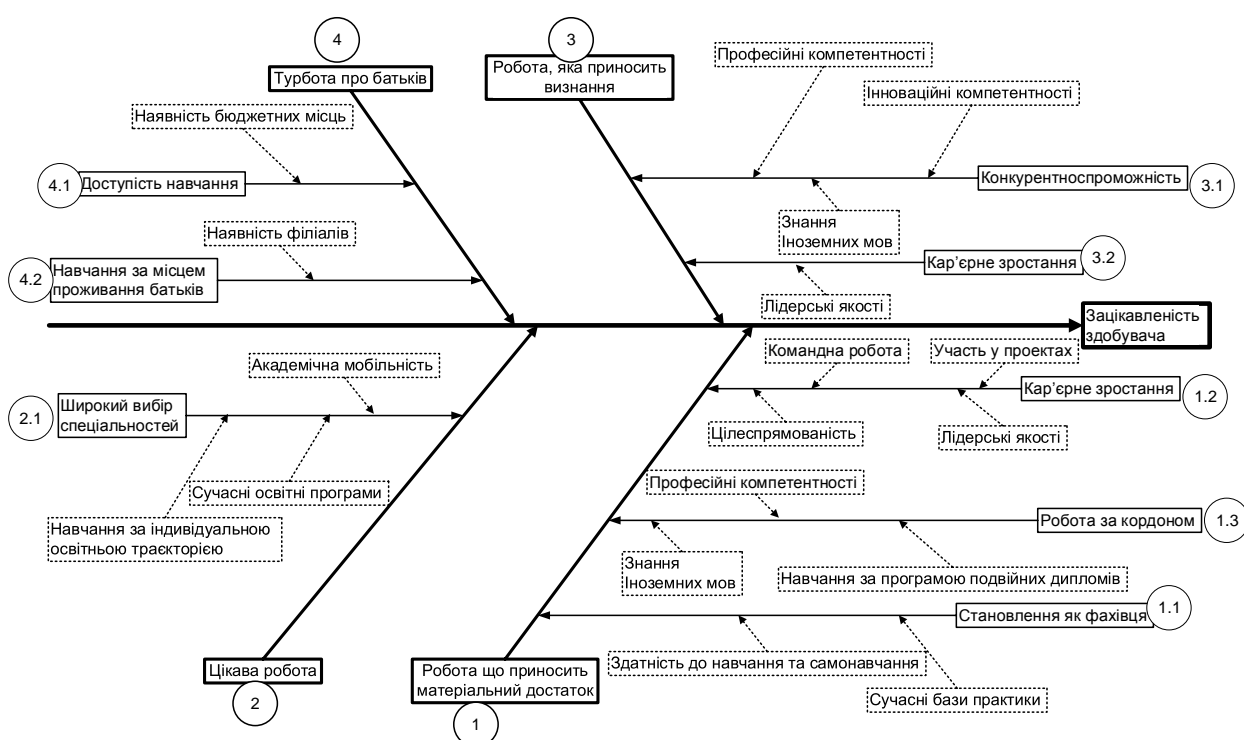 4
3
Турбота про батьків
Робота, яка приносить
визнання
Професійні компетентності
Інноваційні компетентності
Наявність бюджетних місць
4.1
Доступість навчання
Конкурентноспроможність
3.1
Наявність філіалів
Знання
Іноземних мов
4.2
Навчання за місцем
проживання батьків
Кар’єрне зростання
3.2
Лідерські якості
Зацікавленість
здобувача
Академічна мобільність
Командна робота
Участь у проектах
2.1
Широкий вибір
спеціальностей
Кар’єрне зростання
1.2
Цілеспрямованість
Лідерські якості
Сучасні освітні програми
Професійні компетентності
Навчання за індивідуальною
освітньою траєкторією
Робота за кордоном
1.3
Знання
Іноземних мов
Навчання за програмою подвійних дипломів
Становлення як фахівця
1.1
Здатність до навчання та самонавчання
Сучасні бази практики
Цікава робота
2
Робота що приносить
матеріальний достаток
1